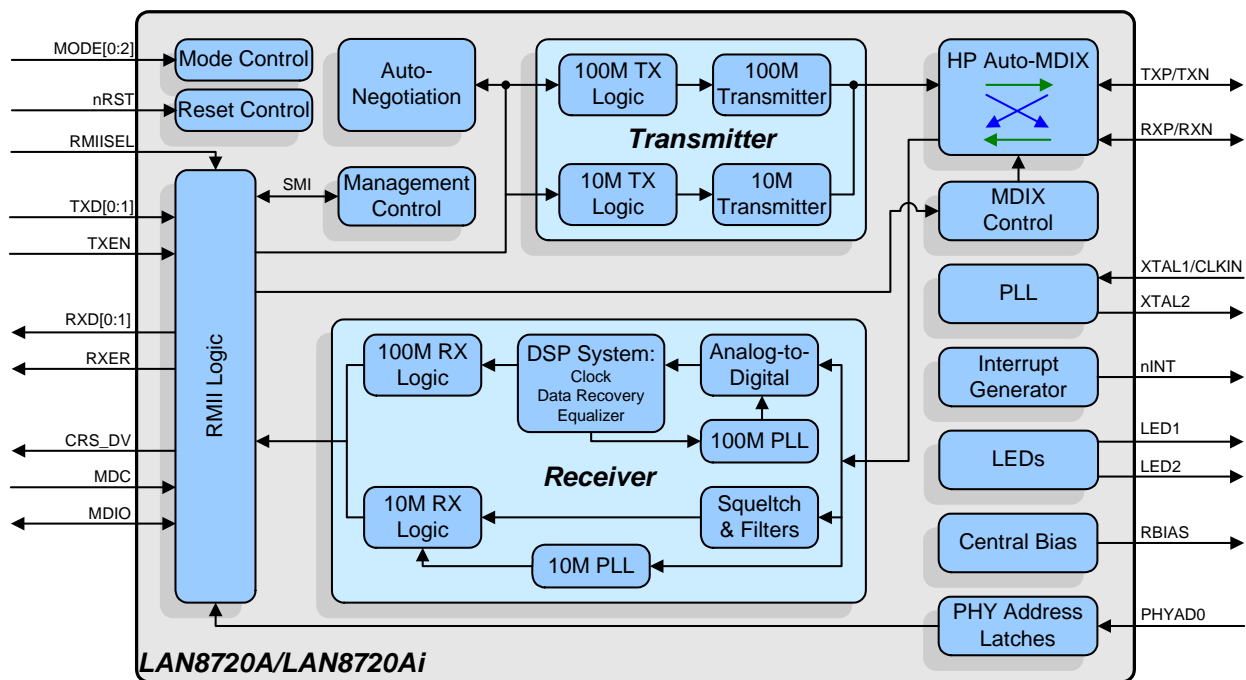 MODE[0:2]
nRST
RMIISEL
TXD[0:1]
TXEN
RXD[0:1]
RXER
CRS_DV
MDC
MDIO
Mode Control
Reset Control
RMII Logic
SMI
Auto-
Negotiation
Management
Control
100M TX
Logic
100M
Transmitter
Transmitter
10M TX
Logic
10M
Transmitter
HP Auto-MDIX
MDIX
Control
TXP/TXN
RXP/RXN
PLL
XTAL1/CLKIN
XTAL2
100M RX
Logic
DSP System:
Clock
Data Recovery
Equalizer
Analog-to-
Digital
100M PLL
Receiver
10M RX
Logic
Squeltch
& Filters
10M PLL
Interrupt
Generator
nINT
LEDs
LED1
LED2
Central Bias
RBIAS
PHY Address
Latches
PHYAD0
LAN8720A/LAN8720Ai